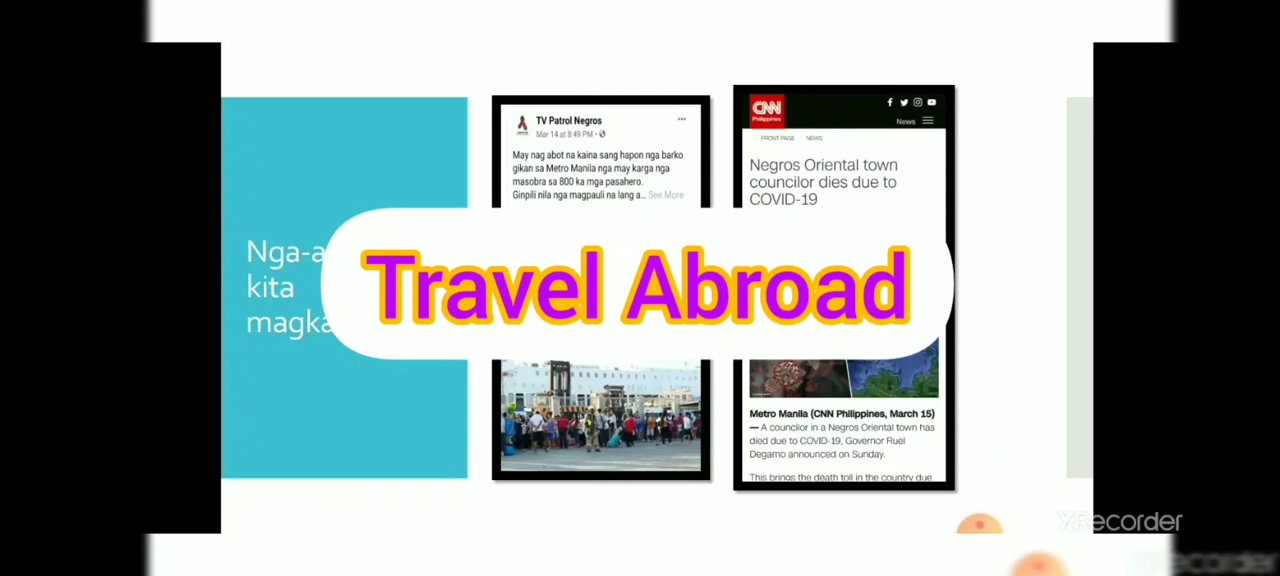 Nga-a
kita
magka
TV Patrol Negros
Mar 14 at 8:49 PM
May nag abot na kaina sang hapon nga barko
gikan sa Metro Manila nga may karga nga
masobra sa 800 ka mga pasahero.
Ginpili nila nga magpauli na lang a... See More
CNN
Philippines
News
FRONT PAGE NEWS
Negros Oriental town
councilor dies due to
COVID-19
Travel Abroad
Metro Manila (CNN Philippines, March 15)
— A councilor in a Negros Oriental town has
died due to COVID-19, Governor Ruel
Degamo announced on Sunday.
This brings the death toll in the country due
XRecorder
ecorder